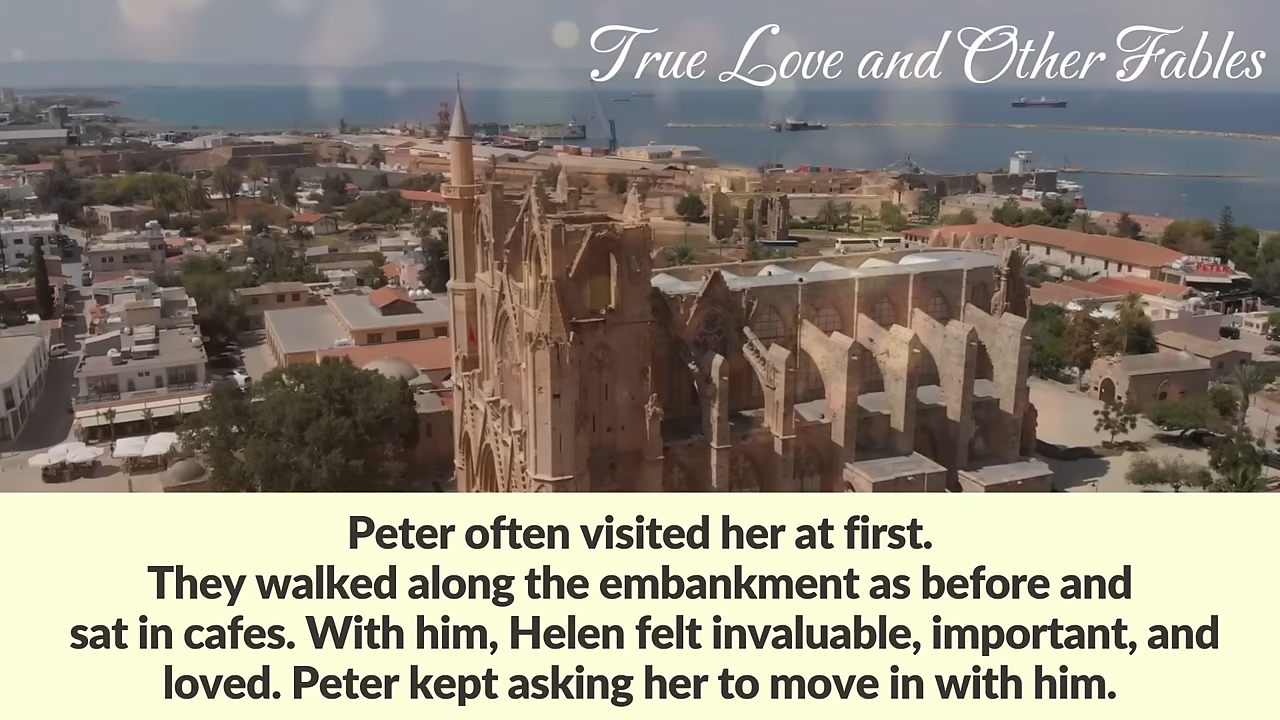 True Love and Other Fables
PETEK
Peter often visited her at first.
They walked along the embankment as before and
sat in cafes. With him, Helen felt invaluable, important, and
loved. Peter kept asking her to move in with him.